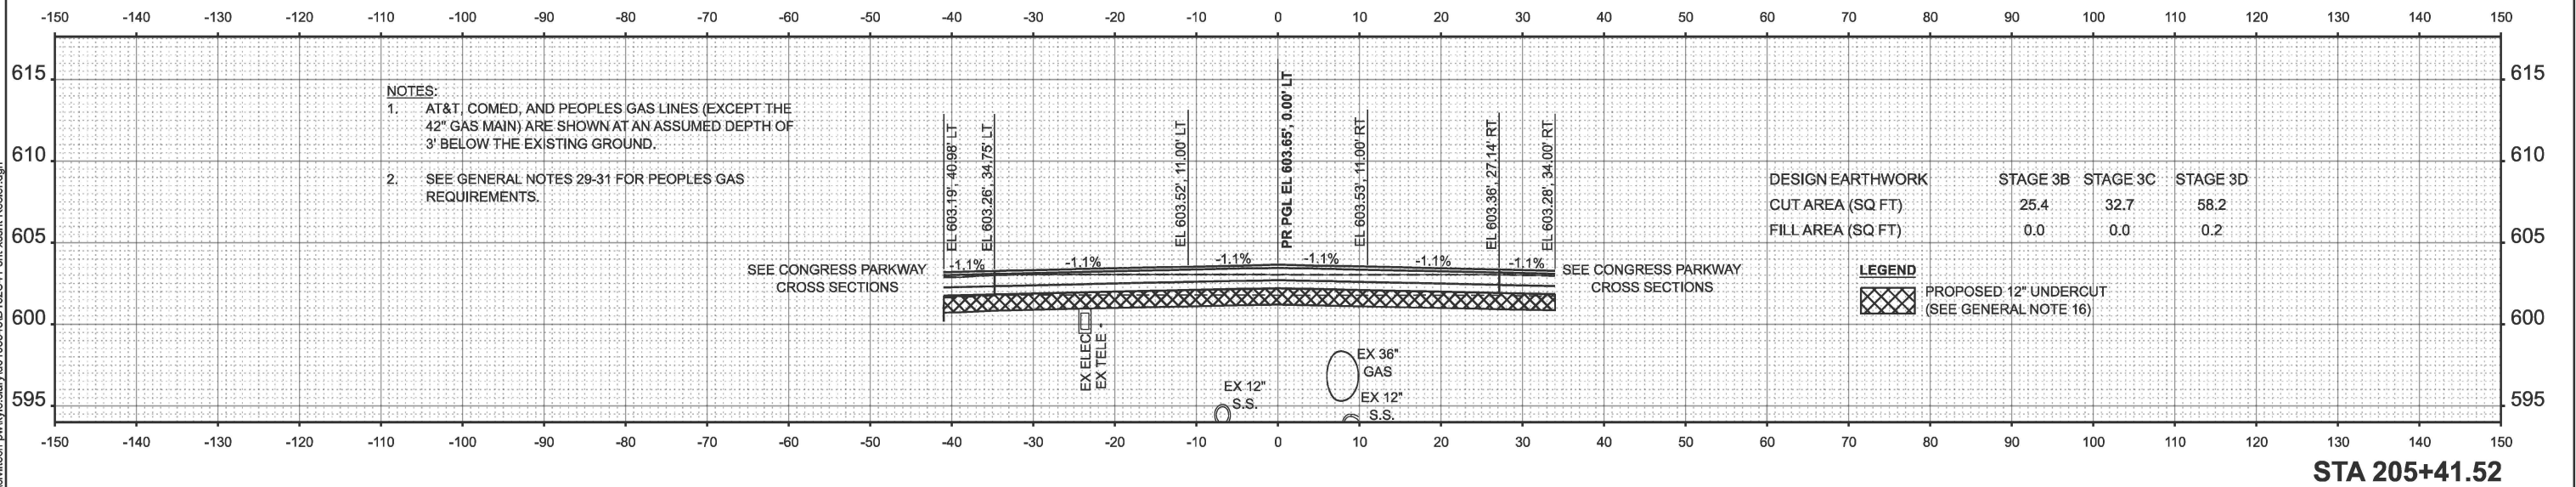 -150 -140 -130 -120 -110 -100 -90 -80 -70 -60 -50 -40 -30 -20 -10 0 10 20 30 40 50 60 70 80 90 100 110 120 130 140 150
615 615
610 610
605 605
600 600
595 595
NOTES:
1. AT&T, COMED, AND PEOPLES GAS LINES (EXCEPT THE
42" GAS MAIN) ARE SHOWN AT AN ASSUMED DEPTH OF
3' BELOW THE EXISTING GROUND.
2. SEE GENERAL NOTES 29-31 FOR PEOPLES GAS
REQUIREMENTS.
SEE CONGRESS PARKWAY
CROSS SECTIONS
EL 603.19', 40.98' LT
EL 603.26', 34.75' LT
EL 603.52', 11.00' LT
PR PGL EL 603.65', 0.00' LT
EL 603.53', 11.00' RT
EL 603.36', 27.14' RT
EL 603.28', 34.00' RT
-1.1% -1.1% -1.1% -1.1% -1.1% -1.1%
SEE CONGRESS PARKWAY
CROSS SECTIONS
EX ELEC
EX TELE
EX 12"
S.S.
EX 36"
GAS
EX 12"
S.S.
DESIGN EARTHWORK STAGE 3B STAGE 3C STAGE 3D
CUT AREA (SQ FT) 25.4 32.7 58.2
FILL AREA (SQ FT) 0.0 0.0 0.2
LEGEND
PROPOSED 12" UNDERCUT
(SEE GENERAL NOTE 16)
-150 -140 -130 -120 -110 -100 -90 -80 -70 -60 -50 -40 -30 -20 -10 0 10 20 30 40 50 60 70 80 90 100 110 120 130 140 150
STA 205+41.52